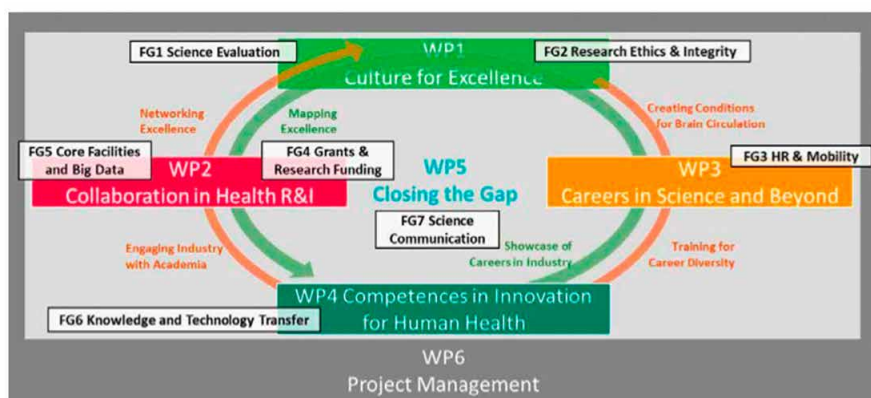 FG1 Science Evaluation
WP1
Culture for Excellence
FG2 Research Ethics & Integrity
Networking
Excellence
Mapping
Excellence
Creating Conditions
for Brain Circulation
FG5 Core Facilities
and Big Data
WP2
Collaboration in Health R&I
FG4 Grants &
Research Funding
WP5
Closing the Gap
FG7 Science
Communication
WP3
FG3 HR & Mobility
Careers in Science and Beyond
Engaging Industry
with Academia
Showcase of
Careers in Industry
Training for
Career Diversity
WP4 Competences in Innovation
for Human Health
FG6 Knowledge and Technology Transfer
WP6
Project Management